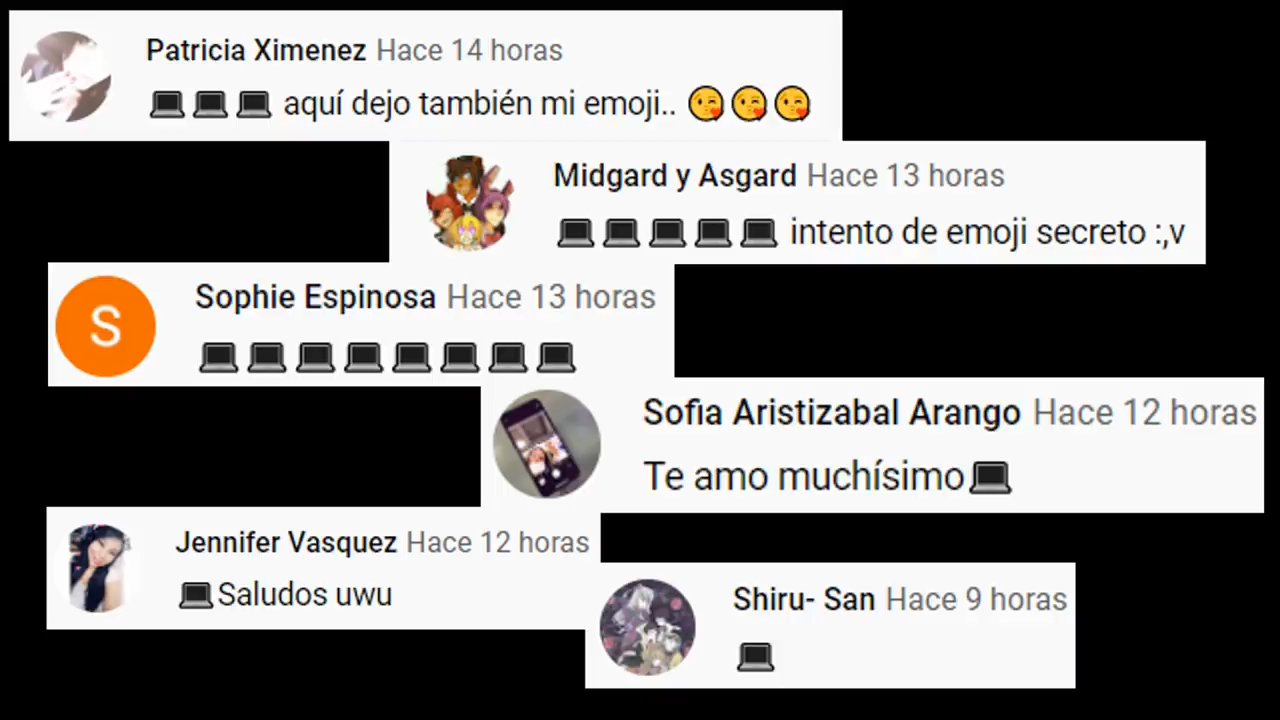 Patricia Ximenez Hace 14 horas
💻💻💻 aquí dejo también mi emoji.. 😘😘😘
Midgard y Asgard Hace 13 horas
💻💻💻💻💻 intento de emoji secreto :,v
S
Sophie Espinosa Hace 13 horas
💻💻💻💻💻💻💻💻
Sofia Aristizabal Arango Hace 12 horas
Te amo muchísimo💻
Jennifer Vasquez Hace 12 horas
💻Saludos uwu
Shiru- San Hace 9 horas
💻